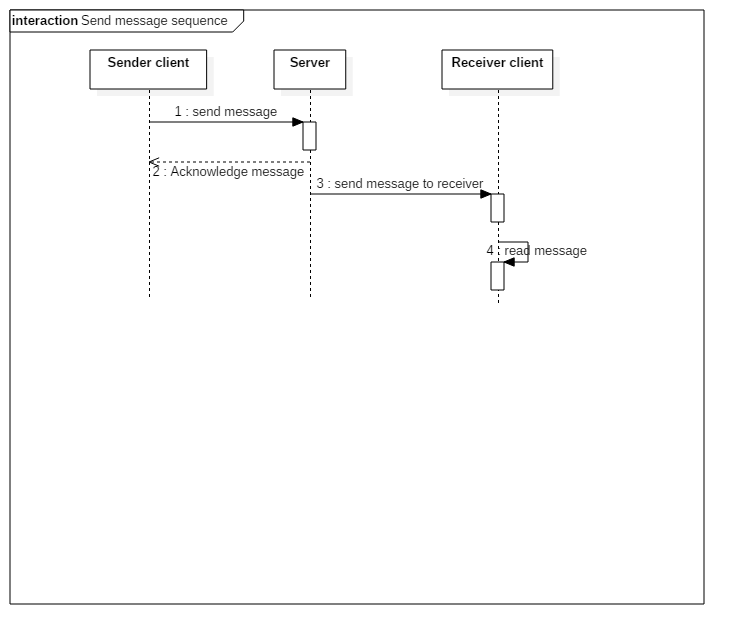 interaction Send message sequence
Sender client
Server
Receiver client
1 : send message
2 : Acknowledge message
3 : send message to receiver
4 : read message